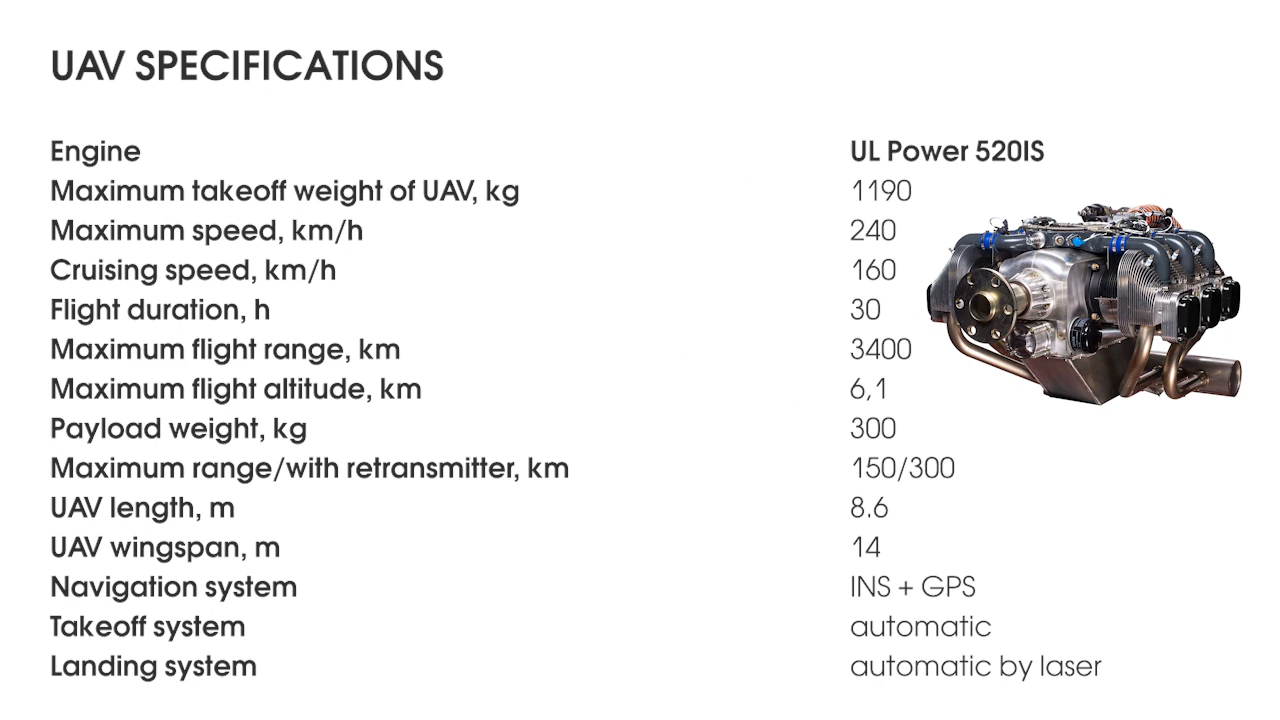 UAV SPECIFICATIONS
Engine UL Power 520IS
Maximum takeoff weight of UAV, kg 1190
Maximum speed, km/h 240
Cruising speed, km/h 160
Flight duration, h 30
Maximum flight range, km 3400
Maximum flight altitude, km 6,1
Payload weight, kg 300
Maximum range/with retransmitter, km 150/300
UAV length, m 8.6
UAV wingspan, m 14
Navigation system INS + GPS
Takeoff system automatic
Landing system automatic by laser